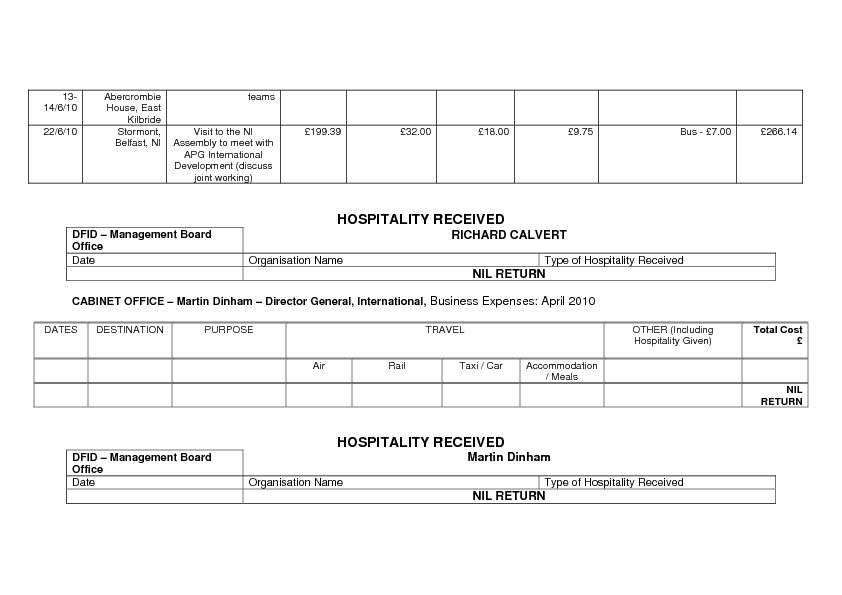 13- Abercrombie teams
14/6/10 House, East
Kilbride
22/6/10 Stormont, Visit to the NI £199.39 £32.00 £18.00 £9.75 Bus - £7.00 £266.14
Belfast, NI Assembly to meet with
APG International
Development (discuss
joint working)
HOSPITALITY RECEIVED
DFID – Management Board RICHARD CALVERT
Office
Date Organisation Name Type of Hospitality Received
NIL RETURN
CABINET OFFICE – Martin Dinham – Director General, International, Business Expenses: April 2010
DATES DESTINATION PURPOSE TRAVEL OTHER (Including Total Cost
Hospitality Given) £
Air Rail Taxi / Car Accommodation
/ Meals
NIL
RETURN
HOSPITALITY RECEIVED
DFID – Management Board Martin Dinham
Office
Date Organisation Name Type of Hospitality Received
NIL RETURN